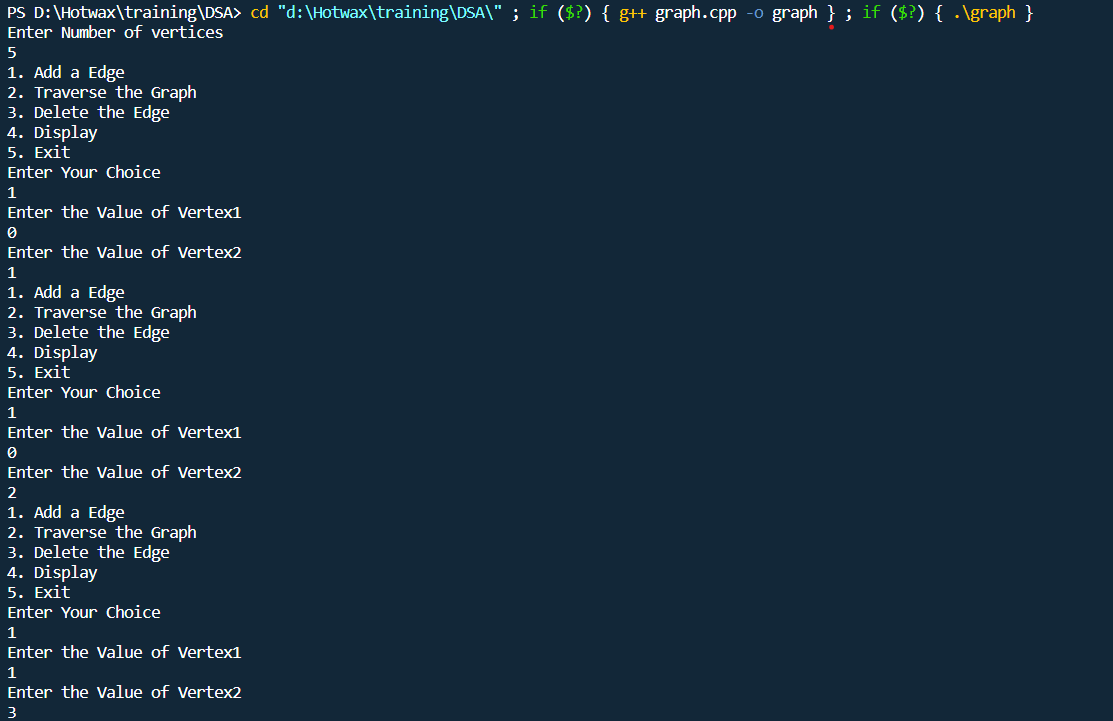 PS D:\Hotwax\training\DSA> cd "d:\Hotwax\training\DSA\" ; if ($?) { g++ graph.cpp -o graph } ; if ($?) { .\graph }
Enter Number of vertices
5
1. Add a Edge
2. Traverse the Graph
3. Delete the Edge
4. Display
5. Exit
Enter Your Choice
1
Enter the Value of Vertex1
0
Enter the Value of Vertex2
1
1. Add a Edge
2. Traverse the Graph
3. Delete the Edge
4. Display
5. Exit
Enter Your Choice
1
Enter the Value of Vertex1
0
Enter the Value of Vertex2
2
1. Add a Edge
2. Traverse the Graph
3. Delete the Edge
4. Display
5. Exit
Enter Your Choice
1
Enter the Value of Vertex1
1
Enter the Value of Vertex2
3